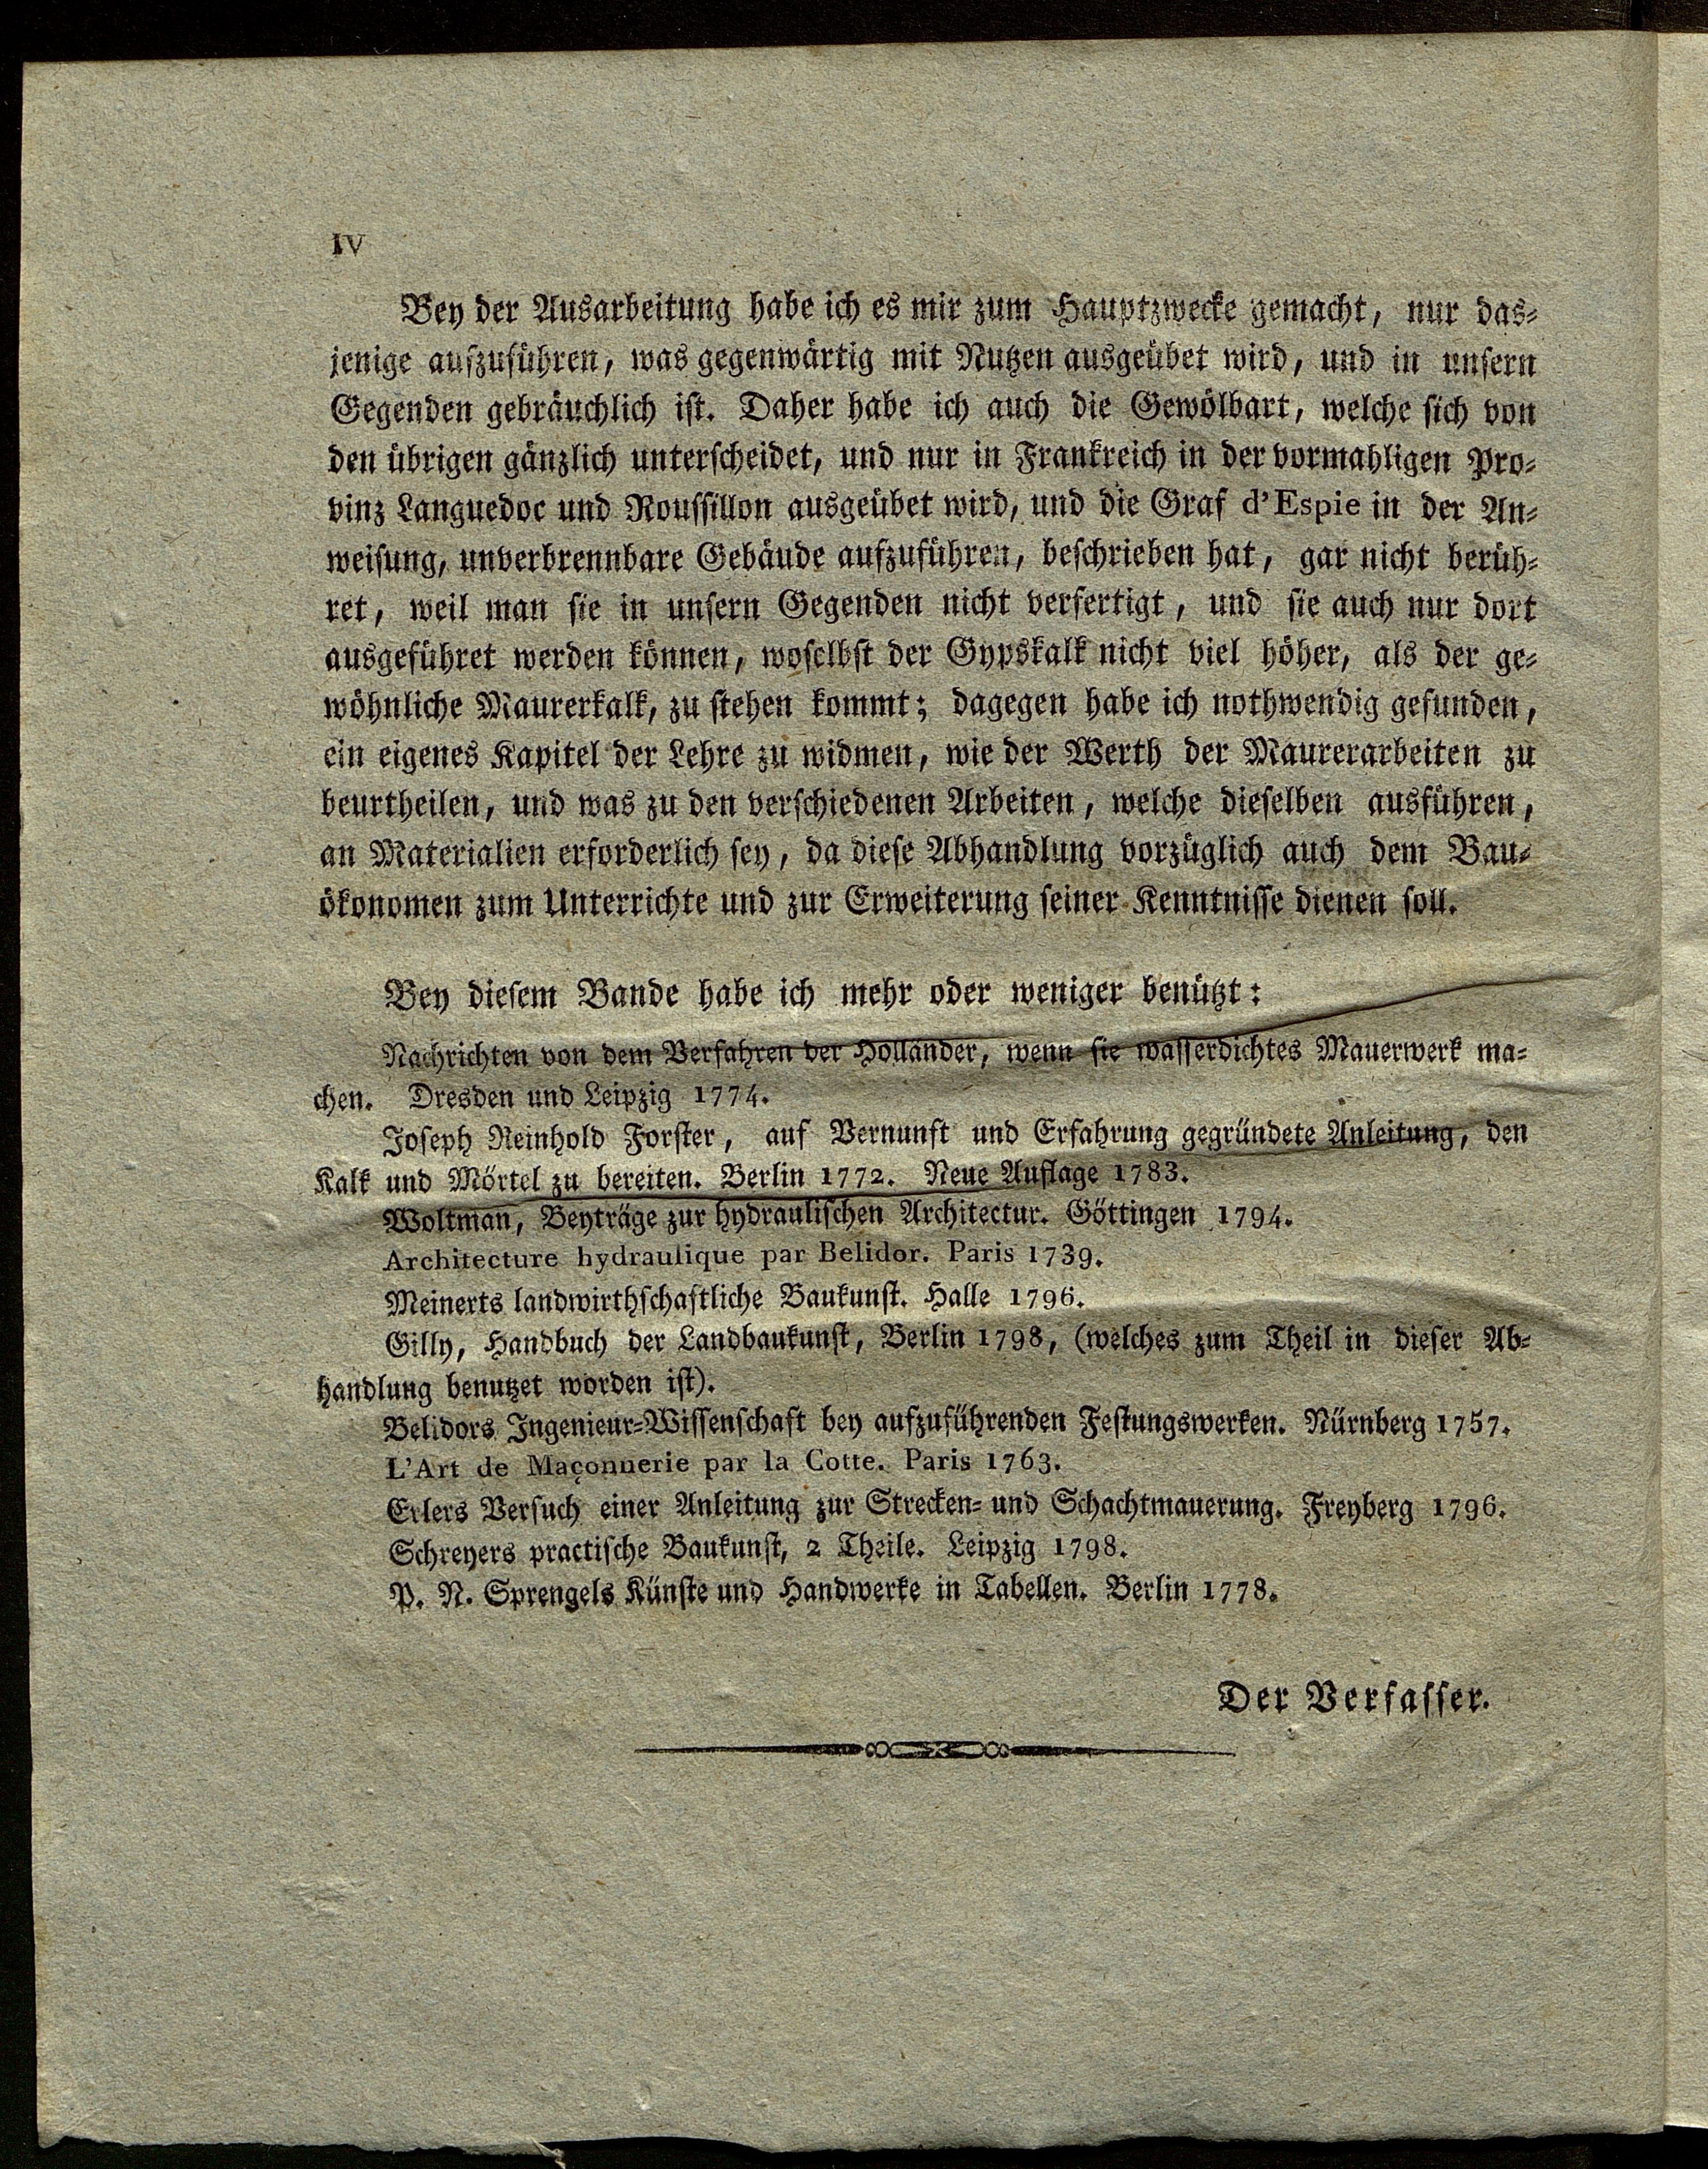 IV
Bey der Ausarbeitung habe ich es mir zum Hauptzwecke gemacht, nur das-
jenige aufzuführen, was gegenwärtig mit Nutzen ausgeübet wird, und in unsern
Gegenden gebräuchlich ist. Daher habe ich auch die Gewölbart, welche sich von
den übrigen gänzlich unterscheidet, und nur in Frankreich in der vormahligen Pro-
vinz Languedoc und Roussillon ausgeübet wird, und die Graf d'Espie in der An-
weisung, unverbrennbare Gebäude aufzuführen, beschrieben hat, gar nicht berüh-
ret, weil man sie in unsern Gegenden nicht verfertigt, und sie auch nur dort
ausgeführet werden können, woselbst der Gypskalk nicht viel höher, als der ge-
wöhnliche Maurerkalk, zu stehen kommt; dagegen habe ich nothwendig gefunden,
ein eigenes Kapitel der Lehre zu widmen, wie der Werth der Maurerarbeiten zu
beurtheilen, und was zu den verschiedenen Arbeiten, welche dieselben ausführen,
an Materialien erforderlich sey, da diese Abhandlung vorzüglich auch dem Bau-
ökonomen zum Unterrichte und zur Erweiterung seiner Kenntnisse dienen soll.
Bey diesem Bande habe ich mehr oder weniger benützt:
Nachrichten von dem Verfahren der Holländer, wenn sie wasserdichtes Mauerwerk ma-
chen. Dresden und Leipzig 1774.
Joseph Reinhold Forster, auf Vernunft und Erfahrung gegründete Anleitung, den
Kalk und Mörtel zu bereiten. Berlin 1772. Neue Auflage 1783.
Woltman, Beyträge zur hydraulischen Architectur. Göttingen 1794.
Architecture hydraulique par Belidor. Paris 1739.
Meinerts landwirthschaftliche Baukunst. Halle 1796.
Gilly, Handbuch der Landbaukunst, Berlin 1798, (welches zum Theil in dieser Ab-
handlung benutzet worden ist).
Belidors Ingenieur-Wissenschaft bey aufzuführenden Festungswerken. Nürnberg 1757.
L'Art de Maçonnerie par la Cotte. Paris 1763.
Erlers Versuch einer Anleitung zur Strecken- und Schachtmauerung. Freyberg 1796.
Schreyers practische Baukunst, 2 Theile. Leipzig 1798.
P. N. Sprengels Künste und Handwerke in Tabellen. Berlin 1778.
Der Verfasser.